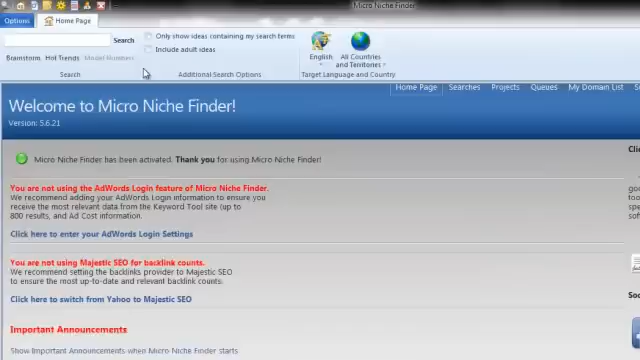 Micro Niche Finder
Options Home Page
Search
Only show ideas containing my search terms
Include adult ideas
Brainstorm Hot Trends Model Numbers
English
All Countries and Territories
Search
Additional Search Options
Target Language and Country
Home Page Searches Projects Queues My Domain List
Welcome to Micro Niche Finder!
Version: 5.6.21
Micro Niche Finder has been activated. Thank you for using Micro Niche Finder!
You are not using the AdWords Login feature of Micro Niche Finder.
We recommend adding your AdWords Login information to ensure you
receive the most relevant data from the Keyword Tool site (up to
800 results, and Ad Cost information.
Click here to enter your AdWords Login Settings
You are not using Majestic SEO for backlink counts.
We recommend setting the backlinks provider to Majestic SEO
to ensure the most up-to-date and relevant backlink counts.
Click here to switch from Yahoo to Majestic SEO
Important Announcements
Show Important Announcements when Micro Niche Finder starts